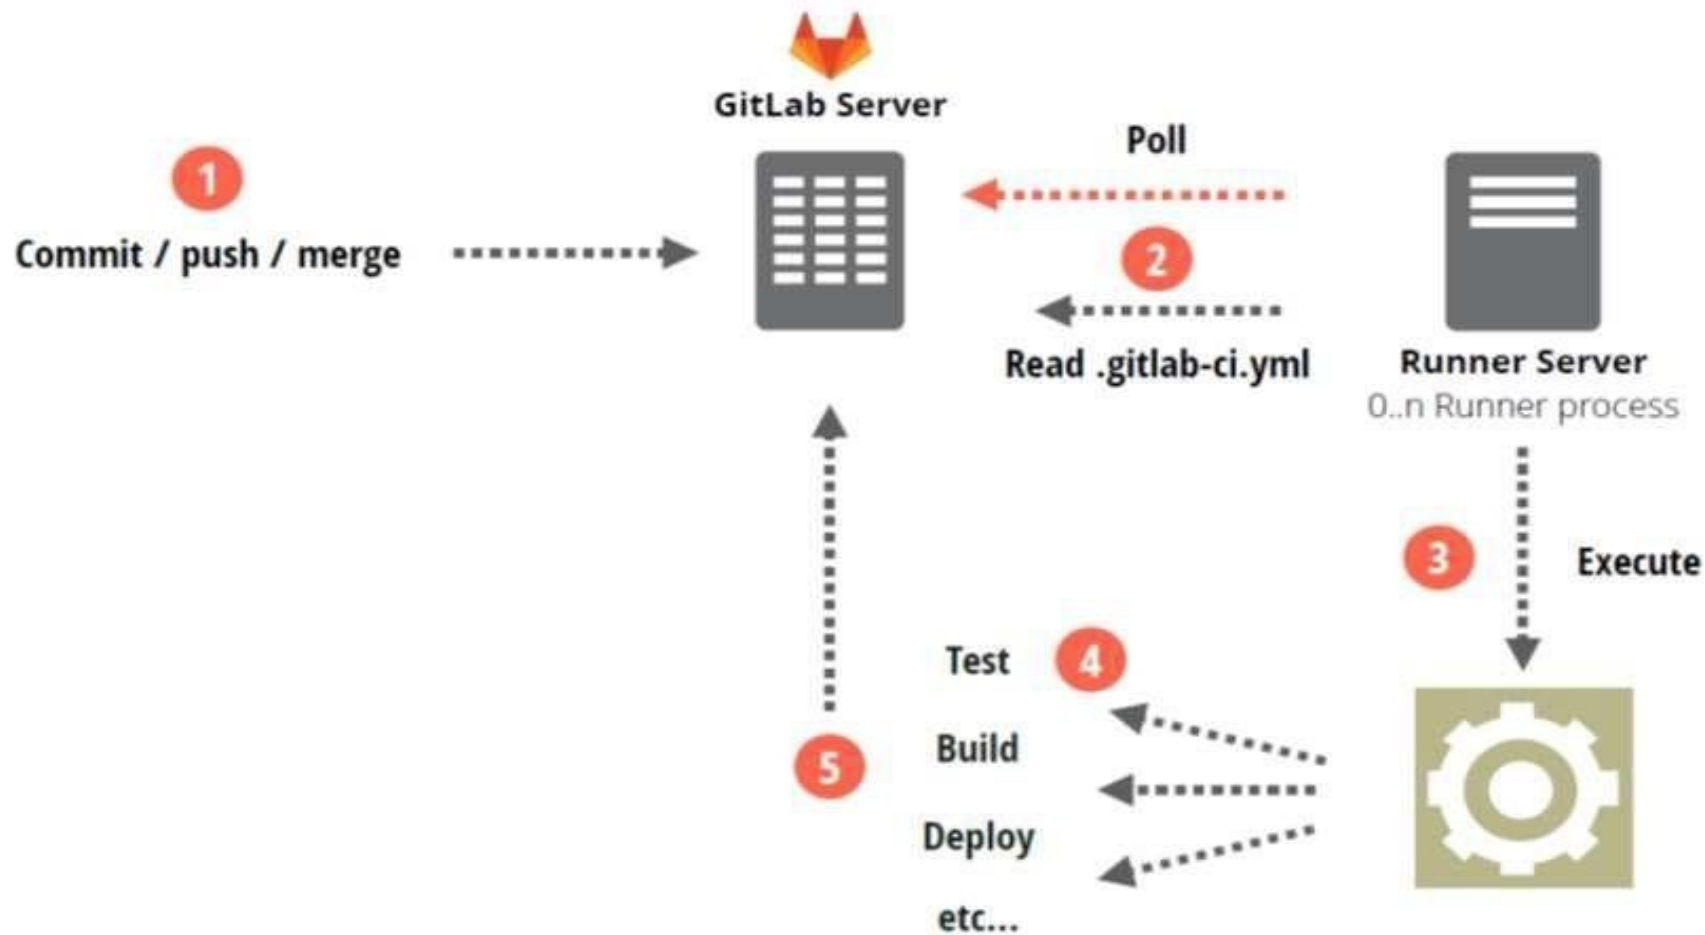 GitLab Server
1
Commit / push / merge
Poll
2
Read .gitlab-ci.yml
Runner Server
0..n Runner process
3
Execute
Test
4
Build
5
Deploy
etc...